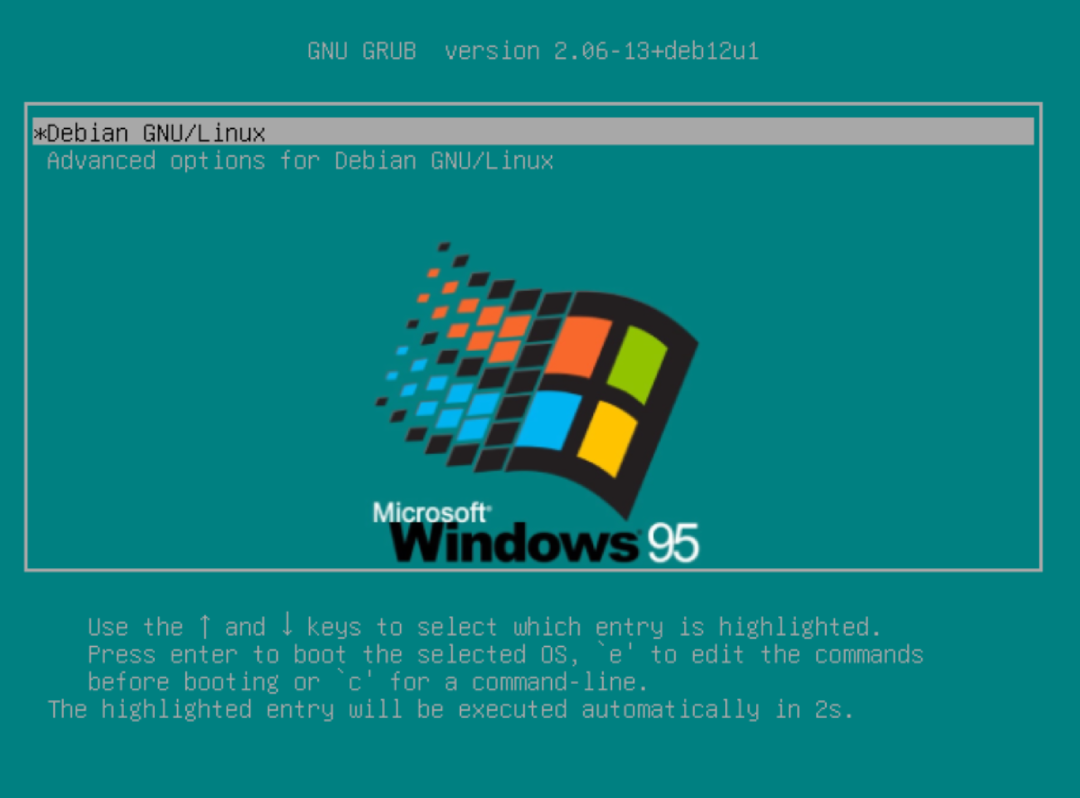 GNU GRUB  version 2.06-13+deb12u1
*Debian GNU/Linux
Advanced options for Debian GNU/Linux
Microsoft®
Windows 95
Use the ↑ and ↓ keys to select which entry is highlighted.
Press enter to boot the selected OS, `e' to edit the commands
before booting or `c' for a command-line.
The highlighted entry will be executed automatically in 2s.